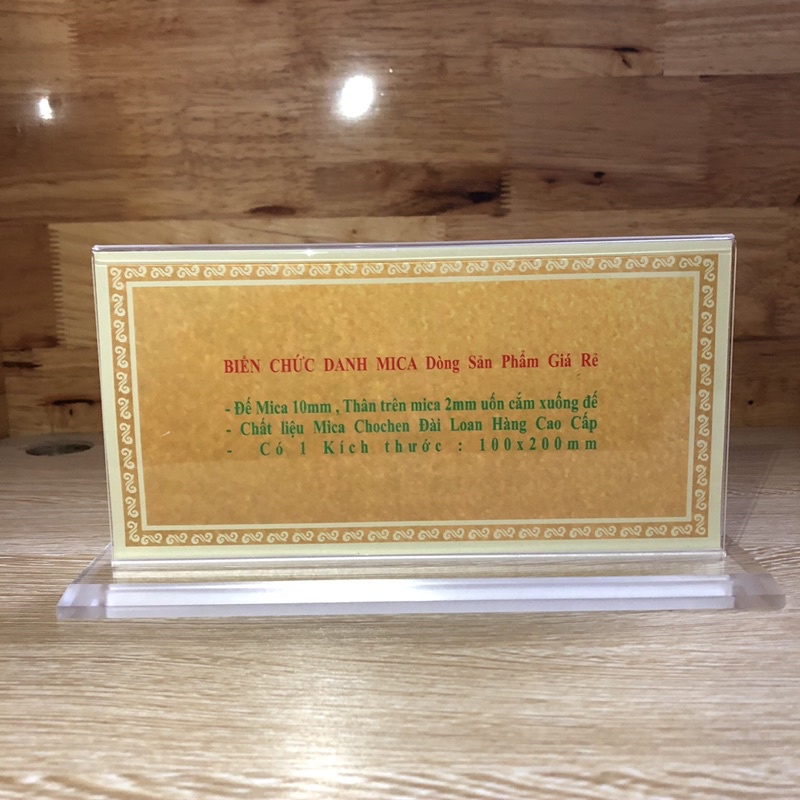 BIỂN CHỨC DANH MICA Dòng Sản Phẩm Giá Rẻ
-Đế Mica 10mm , Thân trên mica 2mm uốn cắm xuống đế
- Chất liệu Mica Chochen Đài Loan Hàng Cao Cấp
- Có 1 Kích thước : 100x200mm